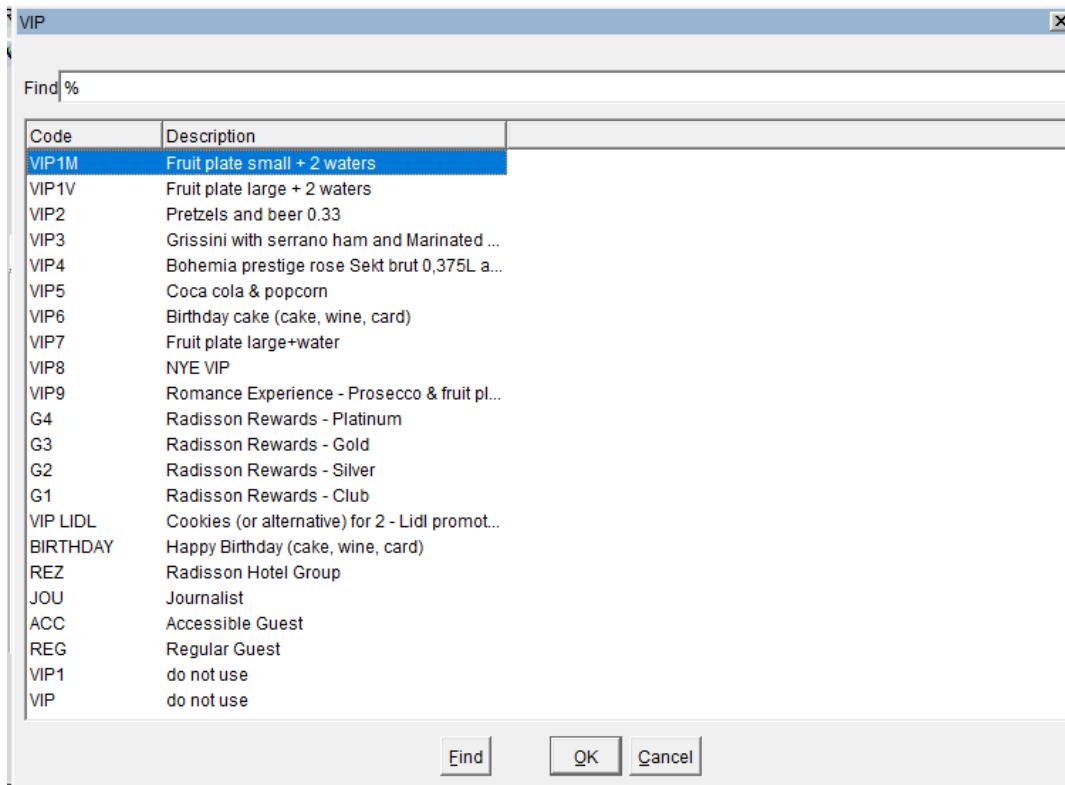 VIP
Find %
Code Description
VIP1M Fruit plate small + 2 waters
VIP1V Fruit plate large + 2 waters
VIP2 Pretzels and beer 0.33
VIP3 Grissini with serrano ham and Marinated ...
VIP4 Bohemia prestige rose Sekt brut 0,375L a...
VIP5 Coca cola & popcorn
VIP6 Birthday cake (cake, wine, card)
VIP7 Fruit plate large+water
VIP8 NYE VIP
VIP9 Romance Experience - Prosecco & fruit pl...
G4 Radisson Rewards - Platinum
G3 Radisson Rewards - Gold
G2 Radisson Rewards - Silver
G1 Radisson Rewards - Club
VIP LIDL Cookies (or alternative) for 2 - Lidl promot...
BIRTHDAY Happy Birthday (cake, wine, card)
REZ Radisson Hotel Group
JOU Journalist
ACC Accessible Guest
REG Regular Guest
VIP1 do not use
VIP do not use
Find OK Cancel